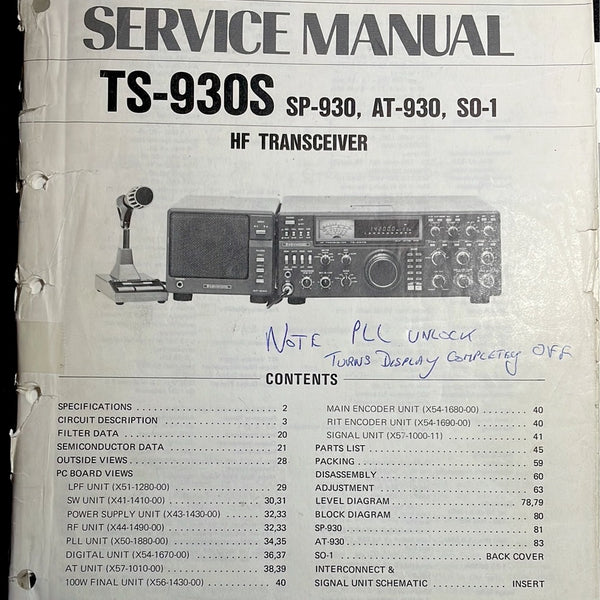 SERVICE MANUAL
TS-930S SP-930, AT-930, SO-1
HF TRANSCEIVER
NOTE PLL UNLOCK
TURNS DISPLAY COMPLETELY OFF
CONTENTS
SPECIFICATIONS . . . . . . . . . . . . . . . . . . . . . 2
CIRCUIT DESCRIPTION . . . . . . . . . . . . . . . . . 3
FILTER DATA . . . . . . . . . . . . . . . . . . . . . . . 20
SEMICONDUCTOR DATA . . . . . . . . . . . . . . . . 21
OUTSIDE VIEWS . . . . . . . . . . . . . . . . . . . . . 28
PC BOARD VIEWS
LPF UNIT (X51-1280-00) . . . . . . . . . . . . . . . 29
SW UNIT (X41-1410-00) . . . . . . . . . . . . . . . 30,31
POWER SUPPLY UNIT (X43-1430-00) . . . . . . 32,33
RF UNIT (X44-1490-00) . . . . . . . . . . . . . . . 32,33
PLL UNIT (X50-1880-00) . . . . . . . . . . . . . . 34,35
DIGITAL UNIT (X54-1670-00) . . . . . . . . . . . 36,37
AT UNIT (X57-1010-00) . . . . . . . . . . . . . . . 38,39
100W FINAL UNIT (X56-1430-00) . . . . . . . . 40
MAIN ENCODER UNIT (X54-1680-00) . . . . . . 40
RIT ENCODER UNIT (X54-1690-00) . . . . . . . 40
SIGNAL UNIT (X57-1000-11) . . . . . . . . . . . . 41
PARTS LIST . . . . . . . . . . . . . . . . . . . . . . . . 45
PACKING . . . . . . . . . . . . . . . . . . . . . . . . . . 59
DISASSEMBLY . . . . . . . . . . . . . . . . . . . . . . 60
ADJUSTMENT . . . . . . . . . . . . . . . . . . . . . . . 63
LEVEL DIAGRAM . . . . . . . . . . . . . . . . . . . . 78,79
BLOCK DIAGRAM . . . . . . . . . . . . . . . . . . . . 80
SP-930 . . . . . . . . . . . . . . . . . . . . . . . . . . . 81
AT-930 . . . . . . . . . . . . . . . . . . . . . . . . . . . 83
SO-1 . . . . . . . . . . . . . . . . . . . . . BACK COVER
INTERCONNECT &
SIGNAL UNIT SCHEMATIC . . . . . . . . . . . INSERT